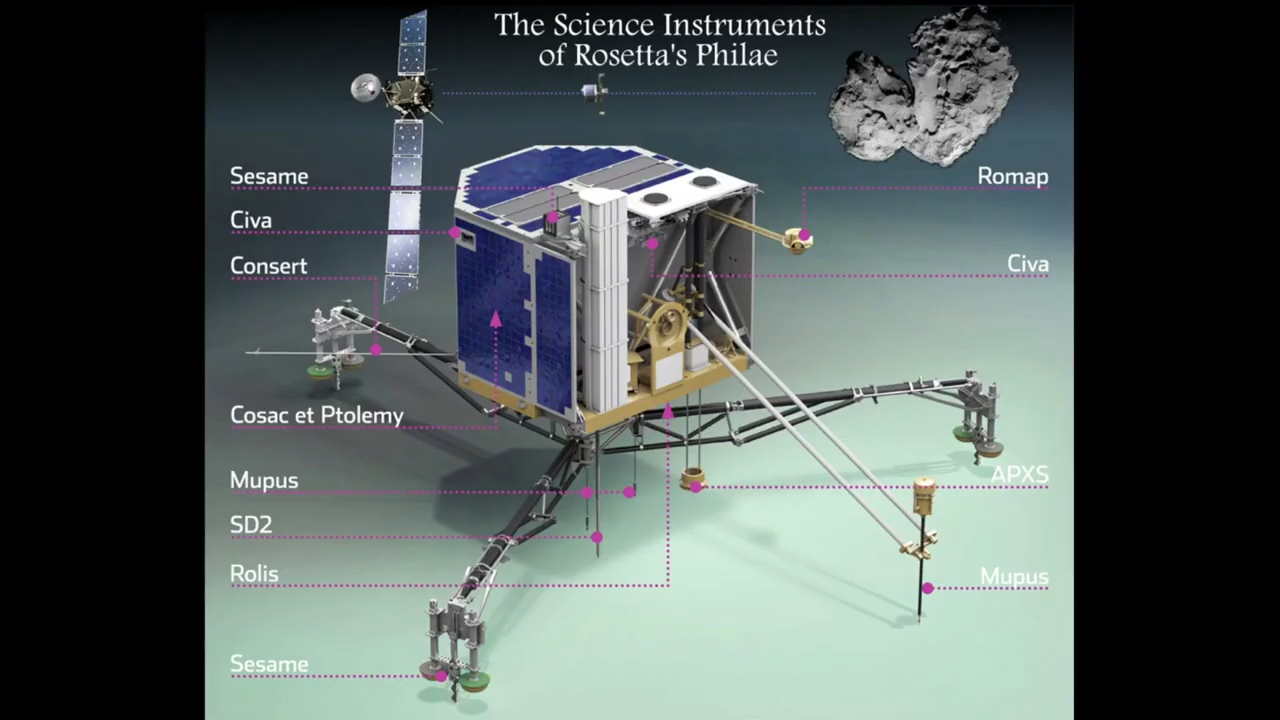 The Science Instruments
of Rosetta's Philae
Sesame
Civa
Consert
Cosac et Ptolemy
Mupus
SD2
Rolis
Sesame
Romap
Civa
APXS
Mupus